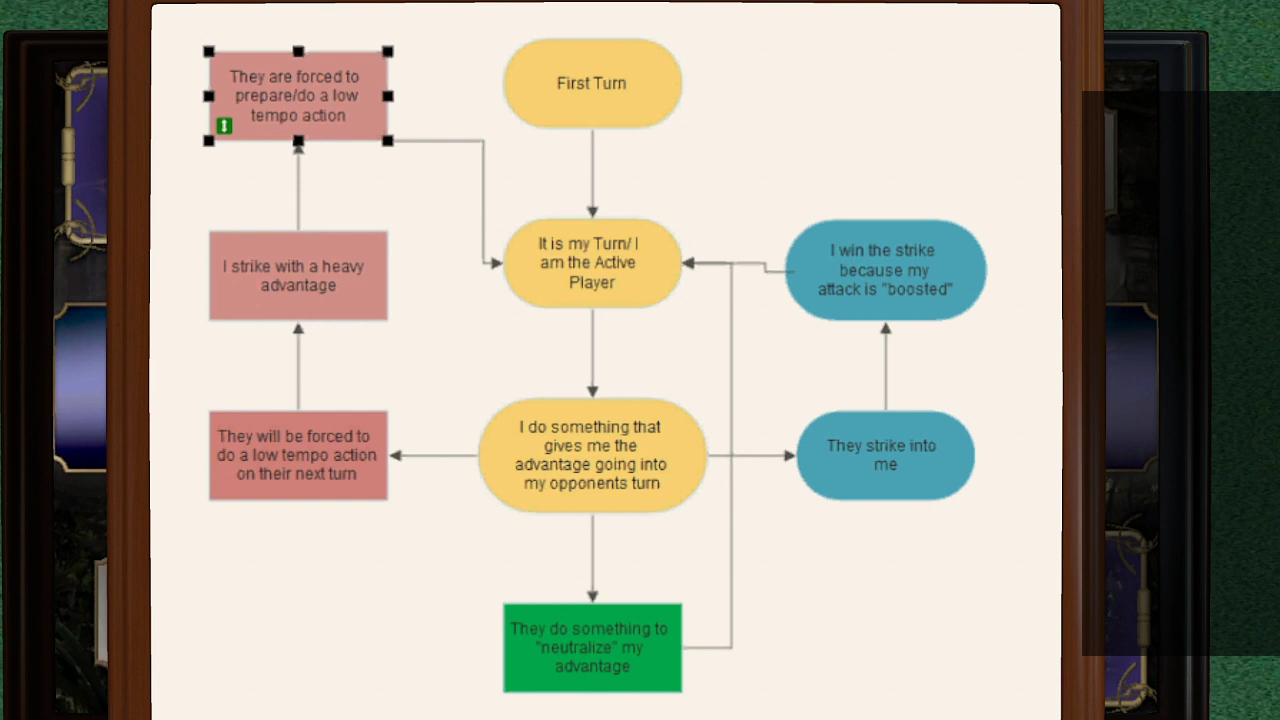 They are forced to
prepare/do a low
tempo action
First Turn
It is my Turn/ I
am the Active
Player
I win the strike
because my
attack is "boosted"
I strike with a heavy
advantage
They will be forced to
do a low tempo action
on their next turn
I do something that
gives me the
advantage going into
my opponents turn
They strike into
me
They do something to
"neutralize" my
advantage